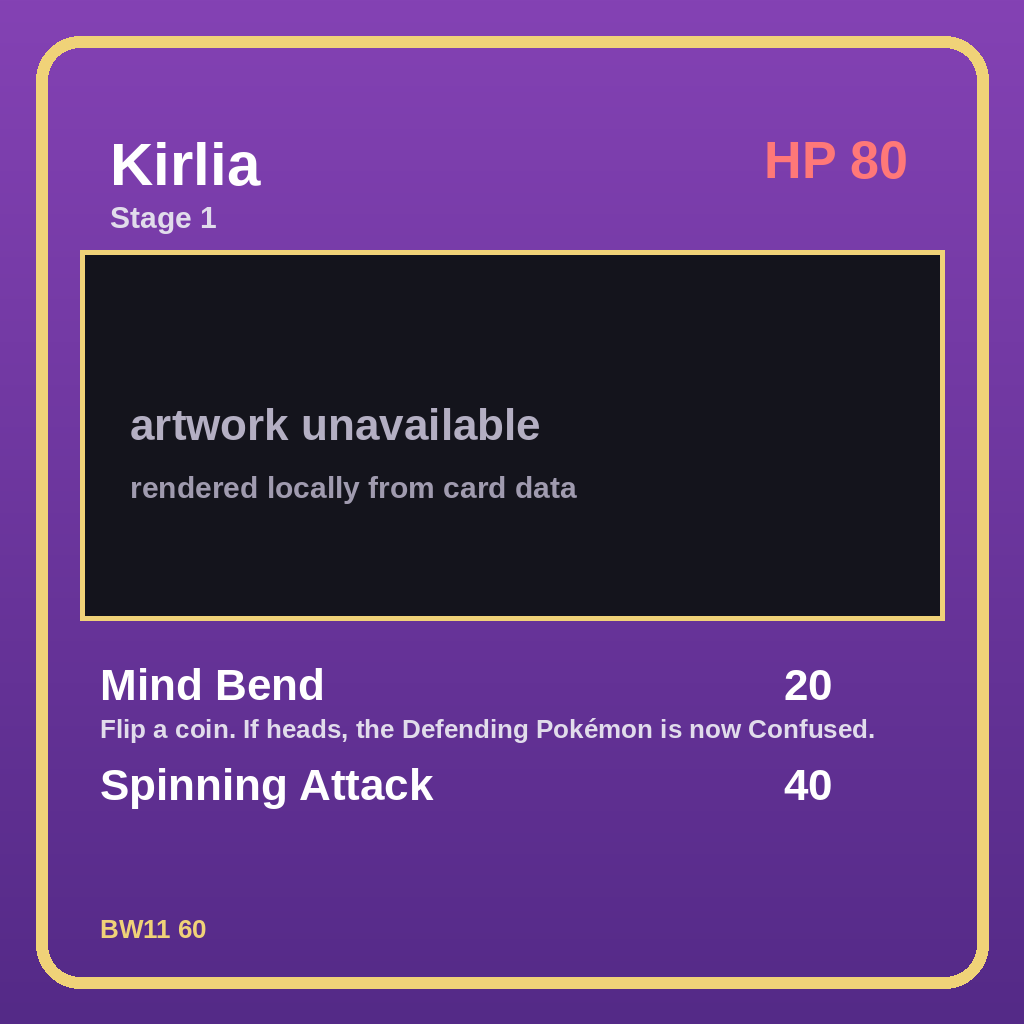 Kirlia
HP 80
Stage 1
artwork unavailable
rendered locally from card data
Mind Bend 20
Flip a coin. If heads, the Defending Pokémon is now Confused.
Spinning Attack 40
BW11 60